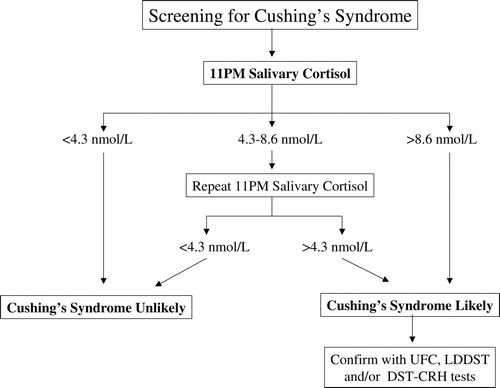 Screening for Cushing's Syndrome
11PM Salivary Cortisol
<4.3 nmol/L
4.3-8.6 nmol/L
>8.6 nmol/L
Repeat 11PM Salivary Cortisol
<4.3 nmol/L
>4.3 nmol/L
Cushing's Syndrome Unlikely
Cushing's Syndrome Likely
Confirm with UFC, LDDST
and/or DST-CRH tests